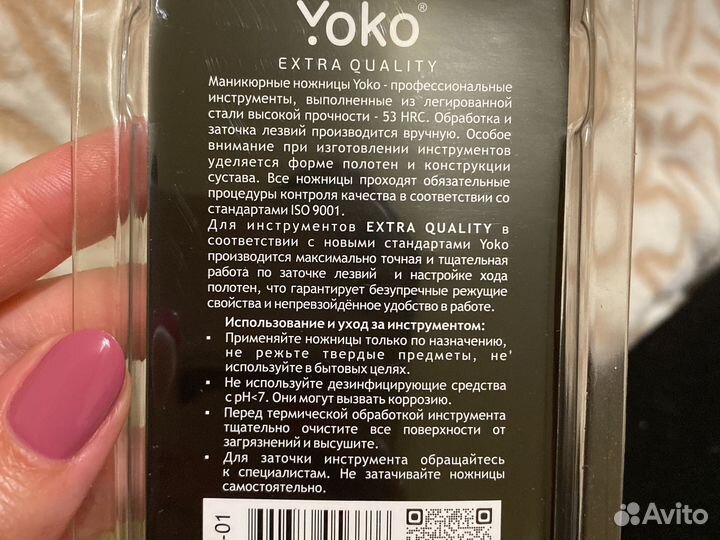 Yoko®
EXTRA QUALITY
Маникюрные ножницы Yoko - профессиональные
инструменты, выполненные из легированной
стали высокой прочности - 53 HRC. Обработка и
заточка лезвий производится вручную. Особое
внимание при изготовлении инструментов
уделяется форме полотен и конструкции
сустава. Все ножницы проходят обязательные
процедуры контроля качества в соответствии со
стандартами ISO 9001.
Для инструментов EXTRA QUALITY в
соответствии с новыми стандартами Yoko
производится максимально точная и тщательная
работа по заточке лезвий и настройке хода
полотен, что гарантирует безупречные режущие
свойства и непревзойдённое удобство в работе.
Использование и уход за инструментом:
▪ Применяйте ножницы только по назначению,
не режьте твердые предметы, не
используйте в бытовых целях.
▪ Не используйте дезинфицирующие средства
с pH<7. Они могут вызвать коррозию.
▪ Перед термической обработкой инструмента
тщательно очистите все поверхности от
загрязнений и высушите.
▪ Для заточки инструмента обращайтесь
к специалистам. Не затачивайте ножницы
самостоятельно.
-01
Avito